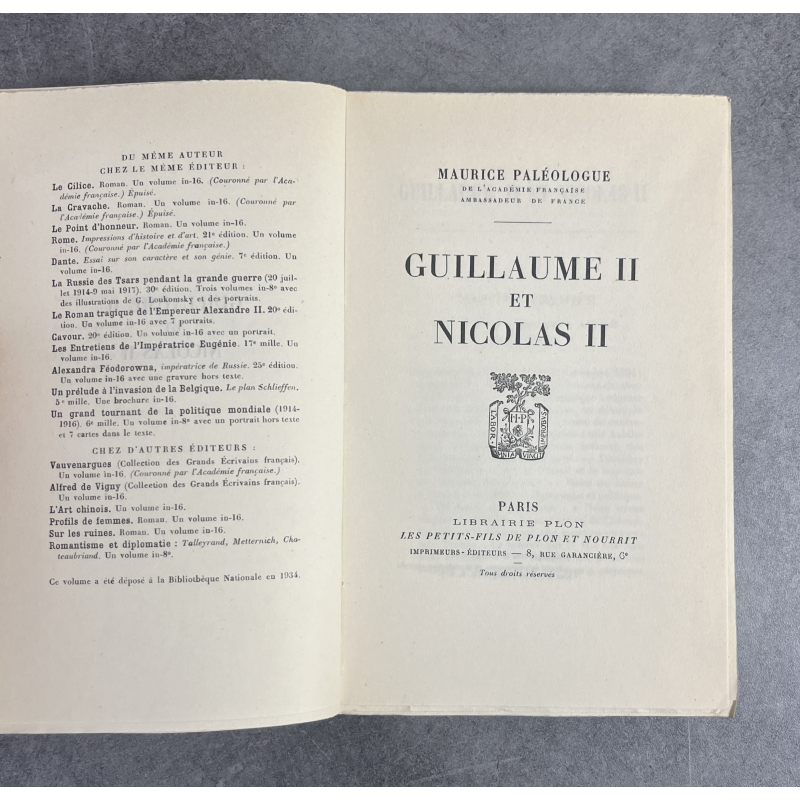 DU MÊME AUTEUR
CHEZ LE MÊME ÉDITEUR :
Le Cilice. Roman. Un volume in-16. (Couronné par l'Aca-
démie française.) Épuisé.
La Cravache. Roman. Un volume in-16. (Couronné par
l'Académie française.) Épuisé.
Le Point d'honneur. Roman. Un volume in-16.
Rome. Impressions d'histoire et d'art. 21e édition. Un volume
in-16. (Couronné par l'Académie française.)
Dante. Essai sur son caractère et son génie. 7e édition. Un
volume in-16.
La Russie des Tsars pendant la grande guerre (20 juil-
let 1914-9 mai 1917). 30e édition. Trois volumes in-8º avec
des illustrations de G. Loukomsky et des portraits.
Le Roman tragique de l'Empereur Alexandre II. 20e édi-
tion. Un volume in-16 avec 7 portraits.
Cavour. 20e édition. Un volume in-16 avec un portrait.
Les Entretiens de l'Impératrice Eugénie. 17e mille. Un
volume in-16.
Alexandra Féodorowna, impératrice de Russie. 25e édition.
Un volume in-16 avec une gravure hors texte.
Un prélude à l'invasion de la Belgique. Le plan Schlieffen.
5e mille. Une brochure in-16.
Un grand tournant de la politique mondiale (1914-
1916). 6e mille. Un volume in-8º avec un portrait hors texte
et 7 cartes dans le texte.
CHEZ D'AUTRES ÉDITEURS :
Vauvenargues (Collection des Grands Écrivains français).
Un volume in-16. (Couronné par l'Académie française.)
Alfred de Vigny (Collection des Grands Écrivains français).
Un volume in-16.
L'Art chinois. Un volume in-16.
Profils de femmes. Roman. Un volume in-16.
Sur les ruines. Roman. Un volume in-16.
Romantisme et diplomatie : Talleyrand, Metternich, Cha-
teaubriand. Un volume in-8º.
Ce volume a été déposé à la Bibliothèque Nationale en 1934.
MAURICE PALÉOLOGUE
DE L'ACADÉMIE FRANÇAISE
AMBASSADEUR DE FRANCE
GUILLAUME II
ET
NICOLAS II
LABOR
H·P
IMPROBVS
OMNIA VINCIT
PARIS
LIBRAIRIE PLON
LES PETITS-FILS DE PLON ET NOURRIT
IMPRIMEURS-ÉDITEURS — 8, RUE GARANCIÈRE, 6e
Tous droits réservés